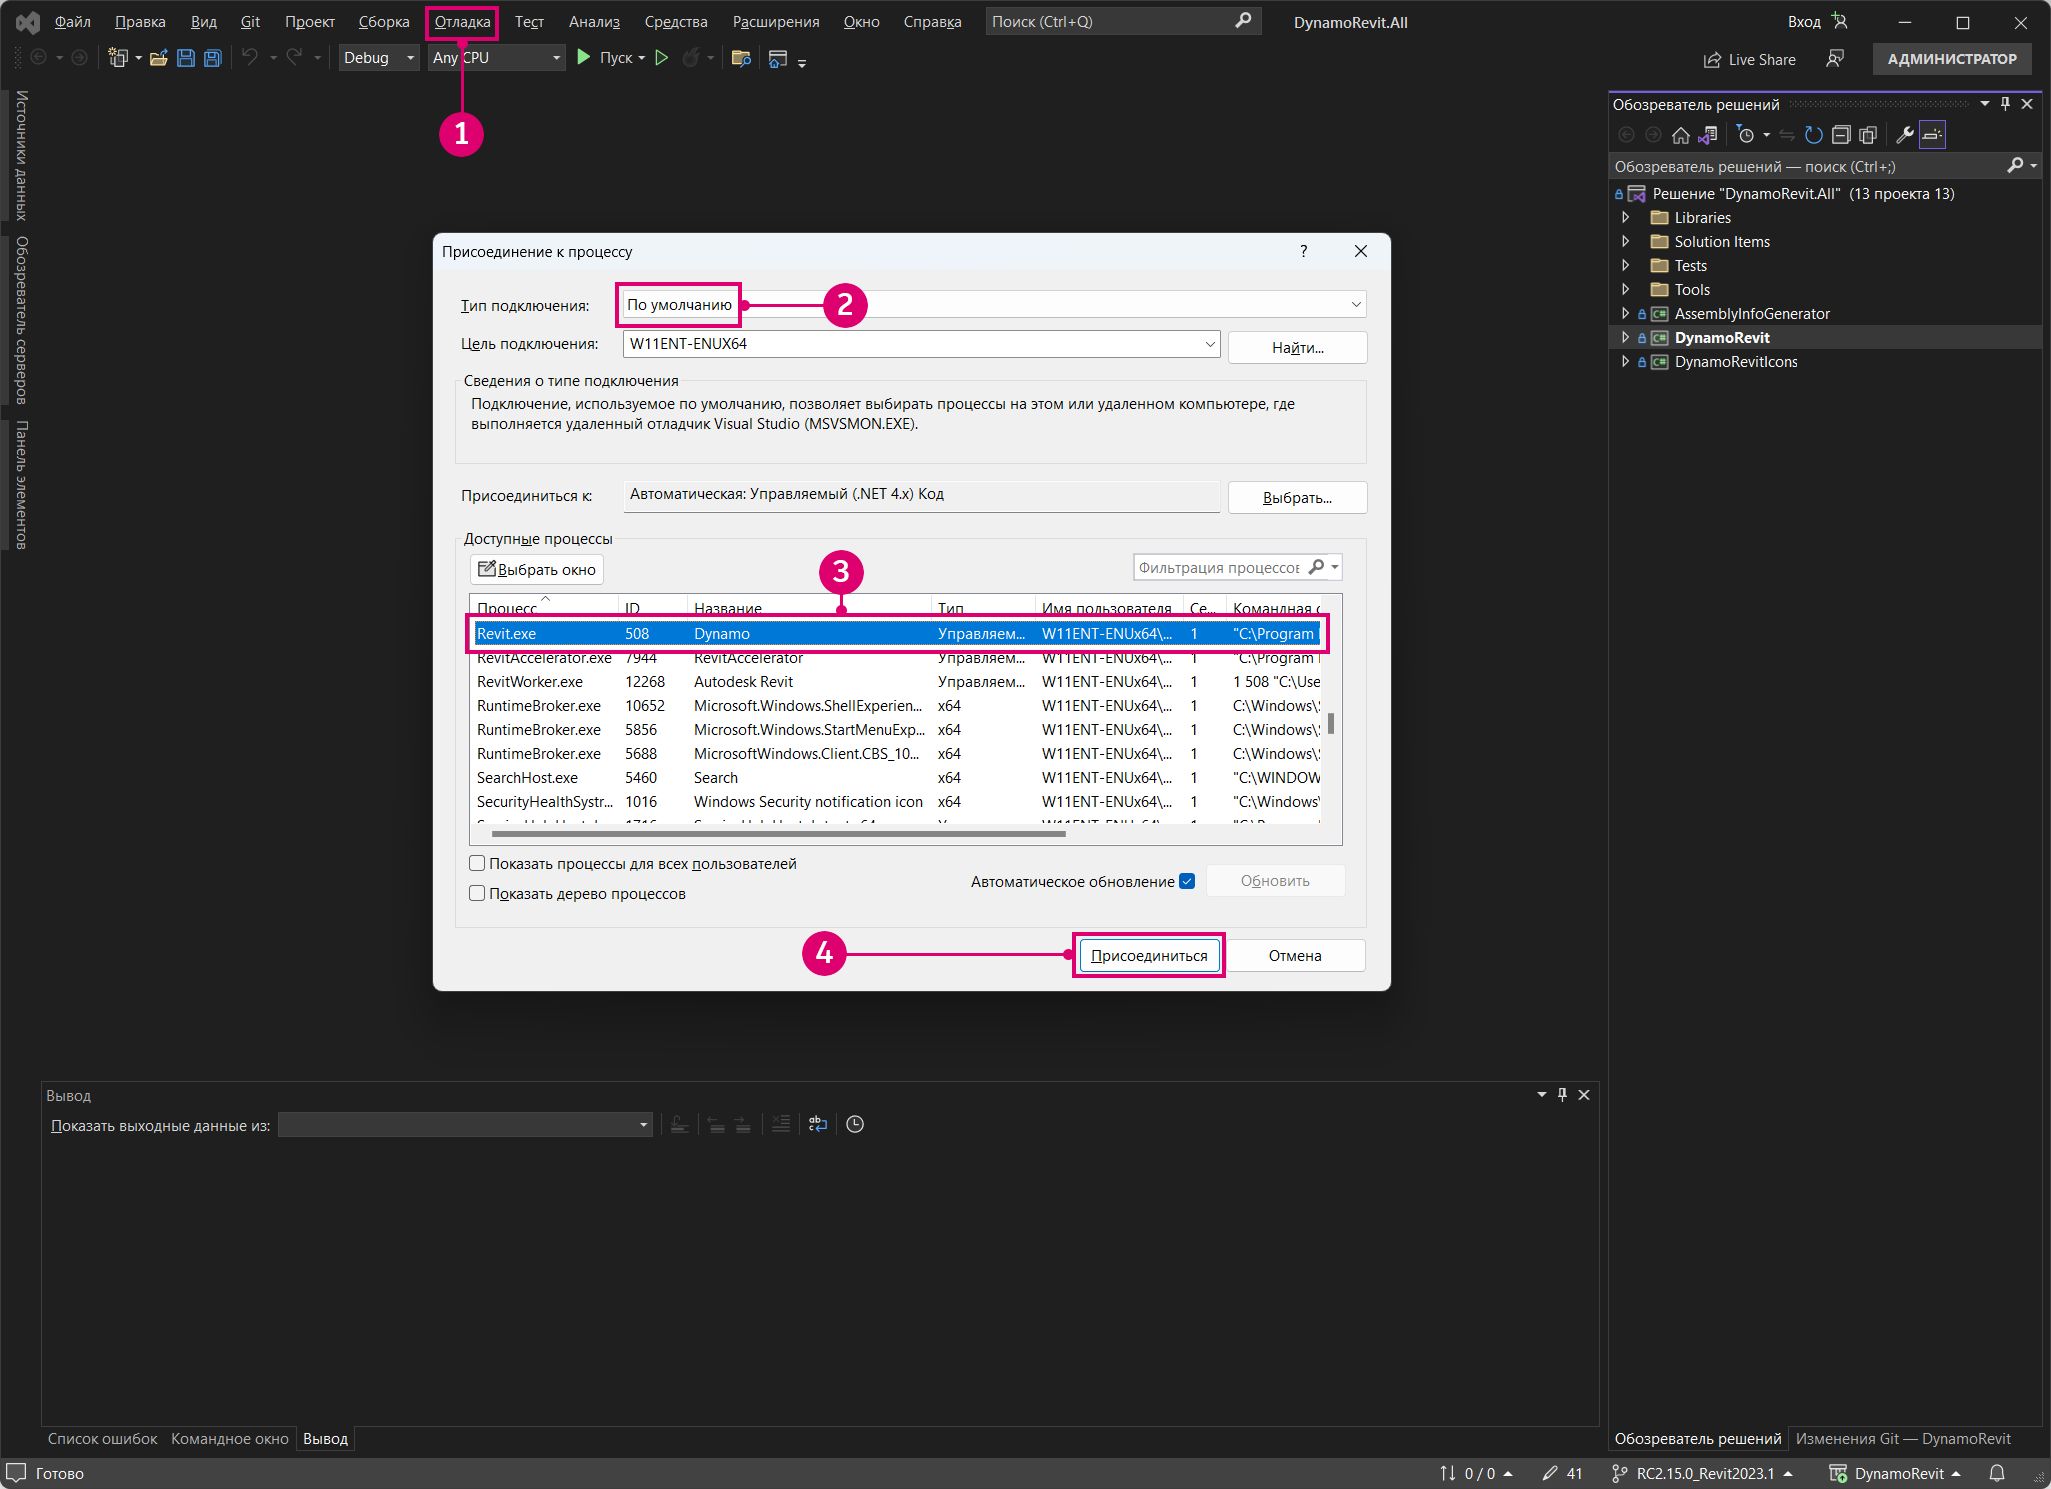 Файл Правка Вид Git Проект Сборка Отладка Тест Анализ Средства Расширения Окно Справка Поиск (Ctrl+Q) DynamoRevit.All Вход
Debug Any CPU Пуск Live Share АДМИНИСТРАТОР
1
Источники данных
Обозреватель серверов
Панель элементов
Присоединение к процессу ?
Тип подключения: По умолчанию 2
Цель подключения: W11ENT-ENUX64 Найти...
Сведения о типе подключения
Подключение, используемое по умолчанию, позволяет выбирать процессы на этом или удаленном компьютере, где
выполняется удаленный отладчик Visual Studio (MSVSMON.EXE).
Присоединиться к: Автоматическая: Управляемый (.NET 4.x) Код Выбрать...
Доступные процессы
Выбрать окно 3 Фильтрация процессов
Процесс ID Название Тип Имя пользователя Се... Командная с
Revit.exe 508 Dynamo Управляем... W11ENT-ENUx64\... 1 "C:\Program
RevitAccelerator.exe 7944 RevitAccelerator Управляем... W11ENT-ENUx64\... 1 "C:\Program
RevitWorker.exe 12268 Autodesk Revit Управляем... W11ENT-ENUx64\... 1 1 508 "C:\Use
RuntimeBroker.exe 10652 Microsoft.Windows.ShellExperien... x64 W11ENT-ENUx64\... 1 C:\Windows\
RuntimeBroker.exe 5856 Microsoft.Windows.StartMenuExp... x64 W11ENT-ENUx64\... 1 C:\Windows\
RuntimeBroker.exe 5688 MicrosoftWindows.Client.CBS_10... x64 W11ENT-ENUx64\... 1 C:\Windows\
SearchHost.exe 5460 Search x64 W11ENT-ENUx64\... 1 "C:\WINDOW
SecurityHealthSystr... 1016 Windows Security notification icon x64 W11ENT-ENUx64\... 1 "C:\Windows\
Показать процессы для всех пользователей
Показать дерево процессов
Автоматическое обновление Обновить
4 Присоединиться Отмена
Обозреватель решений
Обозреватель решений — поиск (Ctrl+;)
Решение "DynamoRevit.All" (13 проекта 13)
Libraries
Solution Items
Tests
Tools
C# AssemblyInfoGenerator
C# DynamoRevit
C# DynamoRevitIcons
Вывод
Показать выходные данные из:
Список ошибок Командное окно Вывод
Обозреватель решений Изменения Git — DynamoRevit
Готово 0 / 0 41 RC2.15.0_Revit2023.1 DynamoRevit